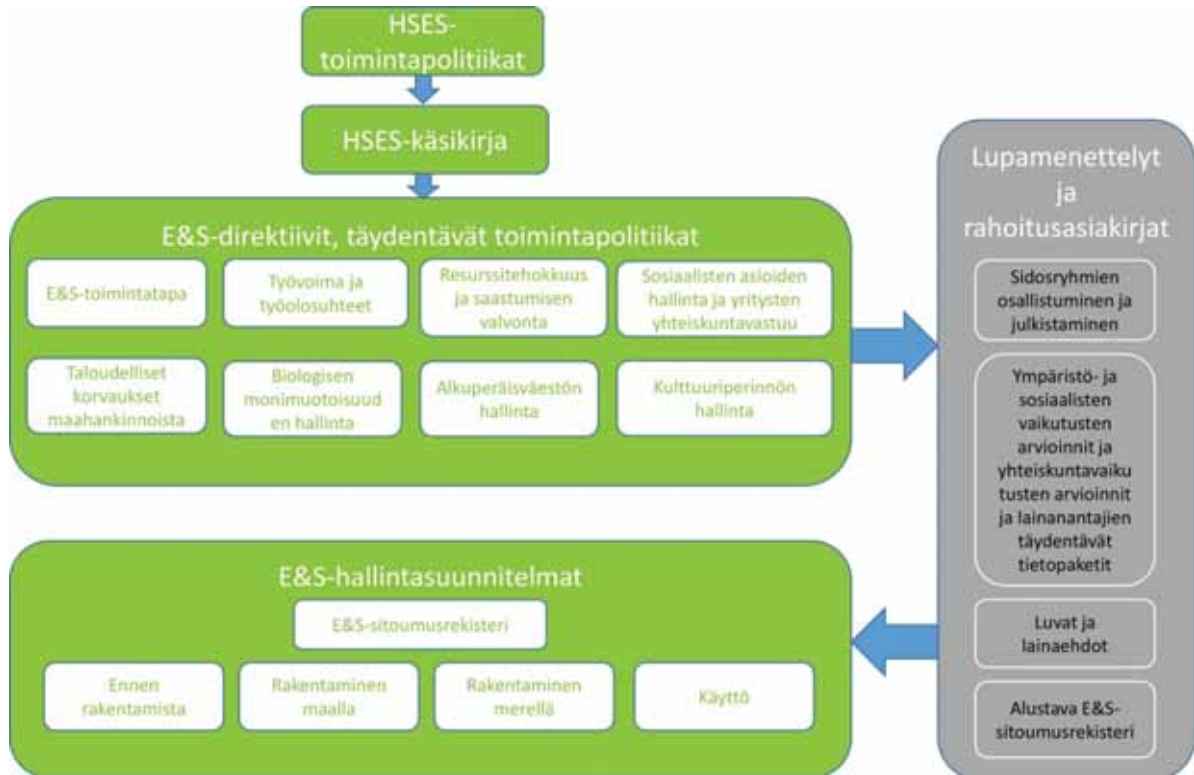 HSES-
toimintapolitiikat
HSES-käsikirja
E&S-direktiivit, täydentävät toimintapolitiikat
E&S-toimintatapa
Työvoima ja
työolosuhteet
Resurssitehokkuus
ja saastumisen
valvonta
Sosiaalisten asioiden
hallinta ja yritysten
yhteiskuntavastuu
Taloudelliset
korvaukset
maahankinnoista
Biologisen
monimuotoisuud
en hallinta
Alkuperäisväestön
hallinta
Kulttuuriperinnön
hallinta
Lupamenettelyt
ja
rahoitusasiakirjat
Sidosryhmien
osallistuminen ja
julkistaminen
Ympäristö- ja
sosiaalisten
vaikutusten
arvioinnit ja
yhteiskuntavaiku
tusten arvioinnit
ja lainanantajien
täydentävät
tietopaketit
Luvat ja
lainaehdot
Alustava E&S-
sitoumusrekisteri
E&S-hallintasuunnitelmat
E&S-sitoumusrekisteri
Ennen
rakentamista
Rakentaminen
maalla
Rakentaminen
merellä
Käyttö